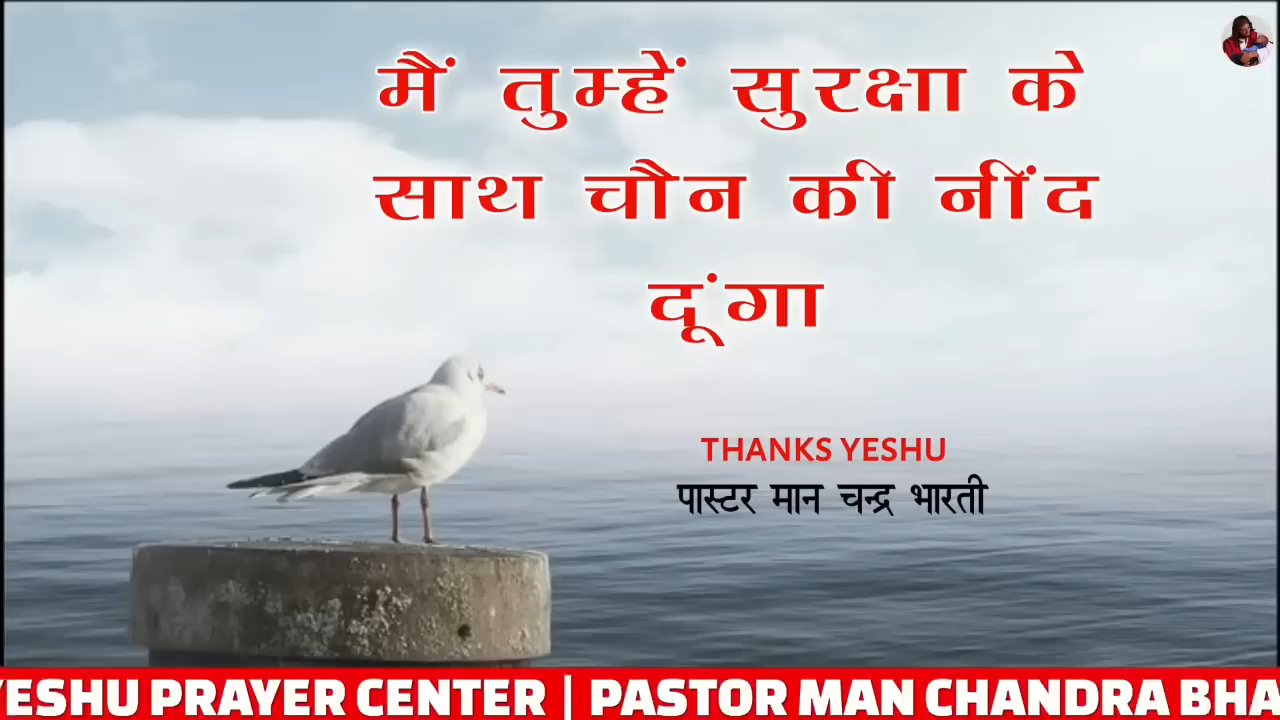 मैं तुम्हें सुरक्षा के
साथ चौन की नींद
दूंगा
THANKS YESHU
पास्टर मान चन्द्र भारती
YESHU PRAYER CENTER | PASTOR MAN CHANDRA BHA